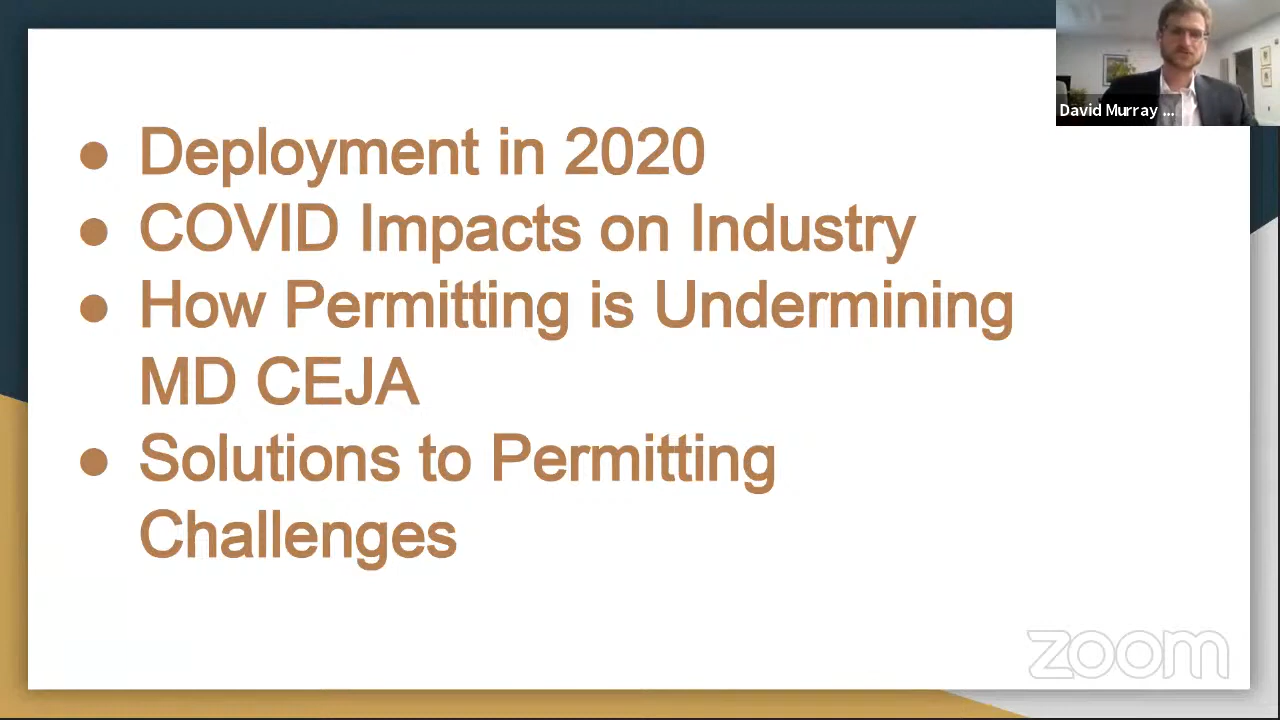 David Murray ...
● Deployment in 2020
● COVID Impacts on Industry
● How Permitting is Undermining
MD CEJA
● Solutions to Permitting
Challenges
zoom